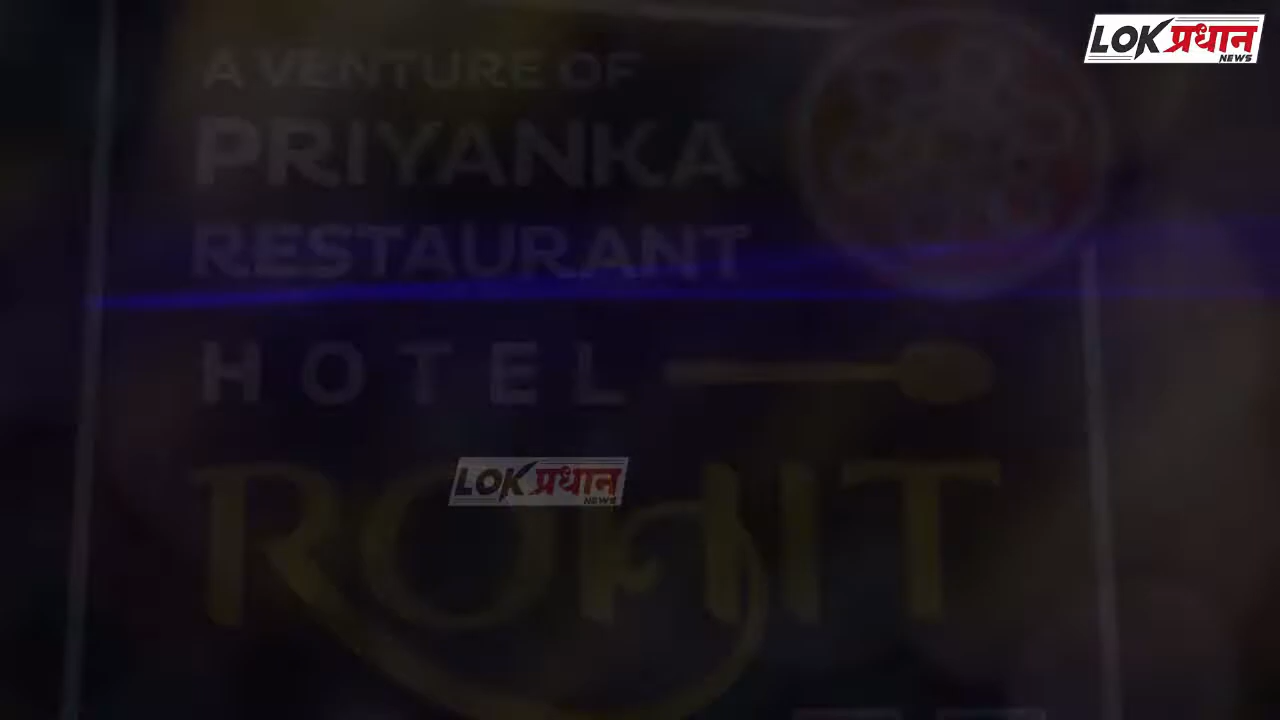 LOK प्रधान
NEWS
A VENTURE OF
PRIYANKA
RESTAURANT
HOTEL
ROHIT
LOK प्रधान
NEWS